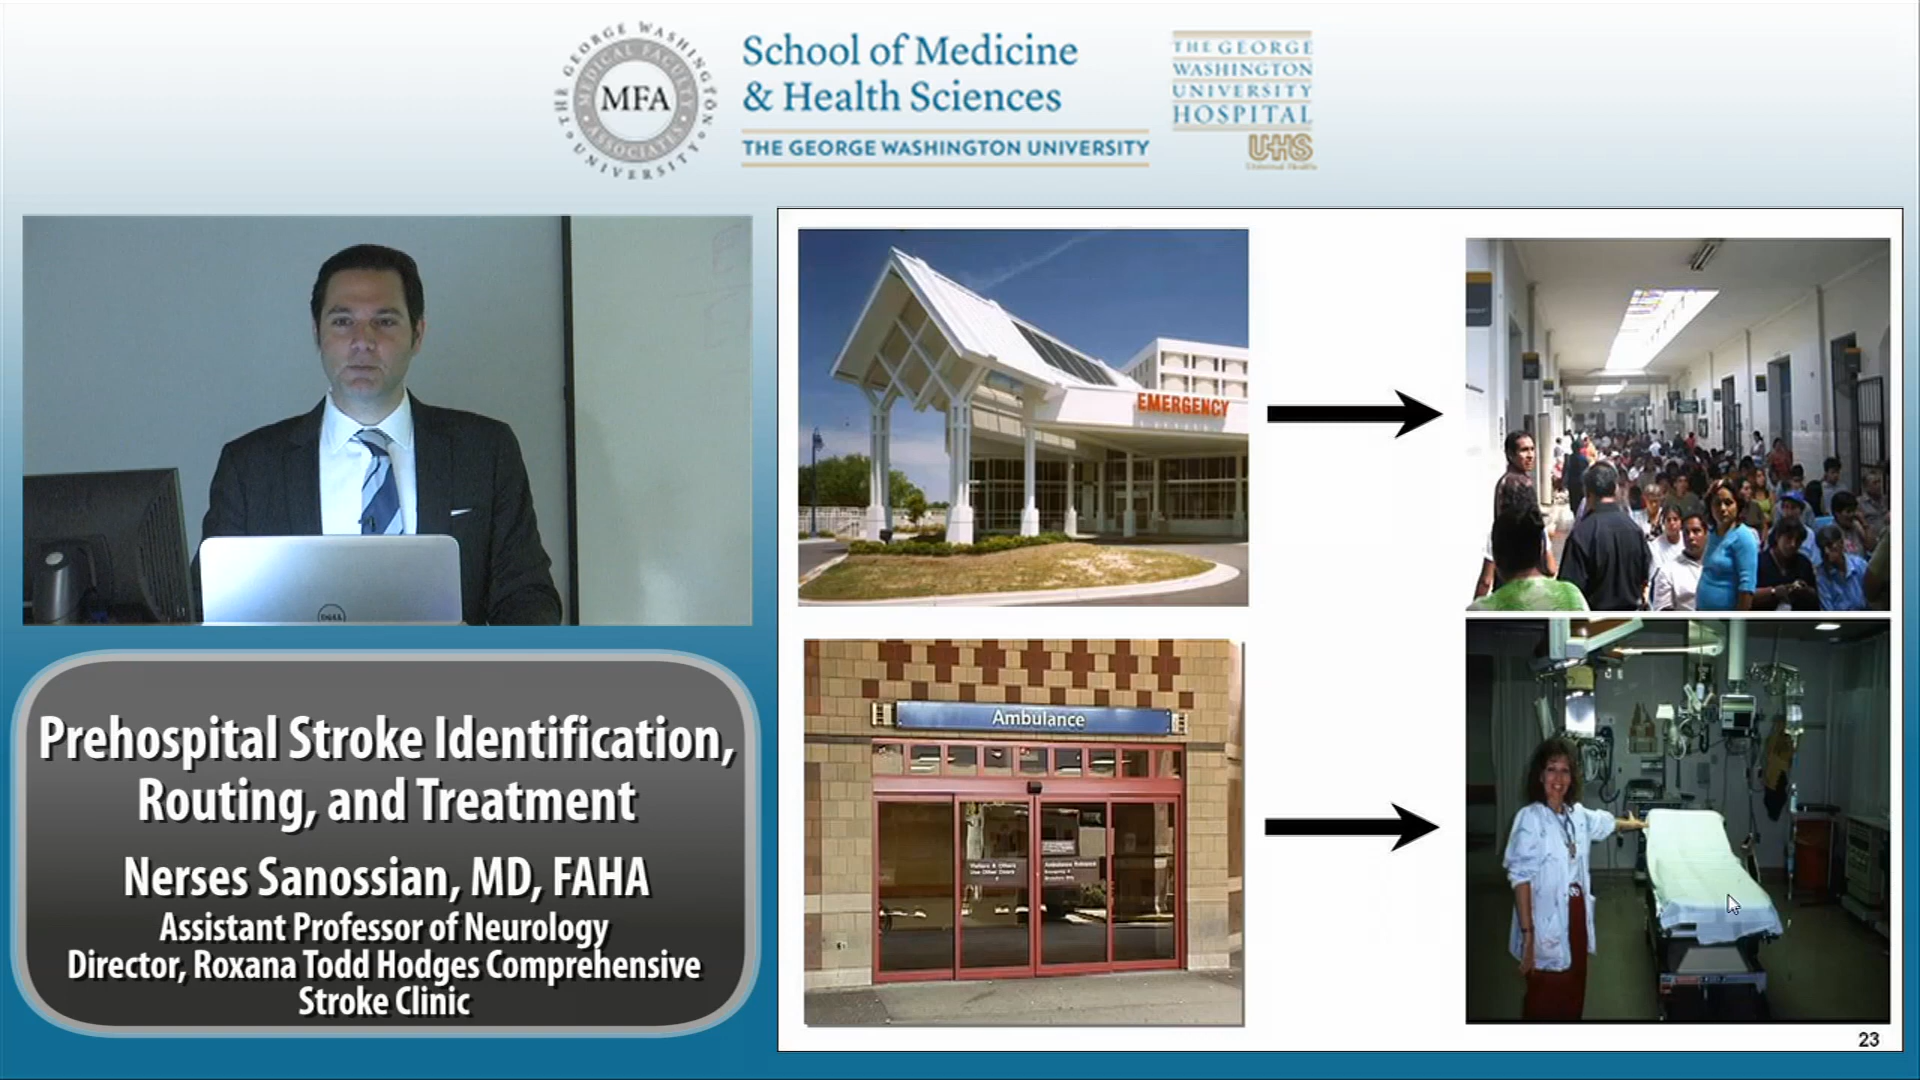 THE GEORGE WASHINGTON UNIVERSITY
MEDICAL FACULTY ASSOCIATES
MFA
School of Medicine
& Health Sciences
THE GEORGE WASHINGTON UNIVERSITY
THE GEORGE
WASHINGTON
UNIVERSITY
HOSPITAL
UHS
DELL
Prehospital Stroke Identification,
Routing, and Treatment
Nerses Sanossian, MD, FAHA
Assistant Professor of Neurology
Director, Roxana Todd Hodges Comprehensive
Stroke Clinic
EMERGENCY
Ambulance
23